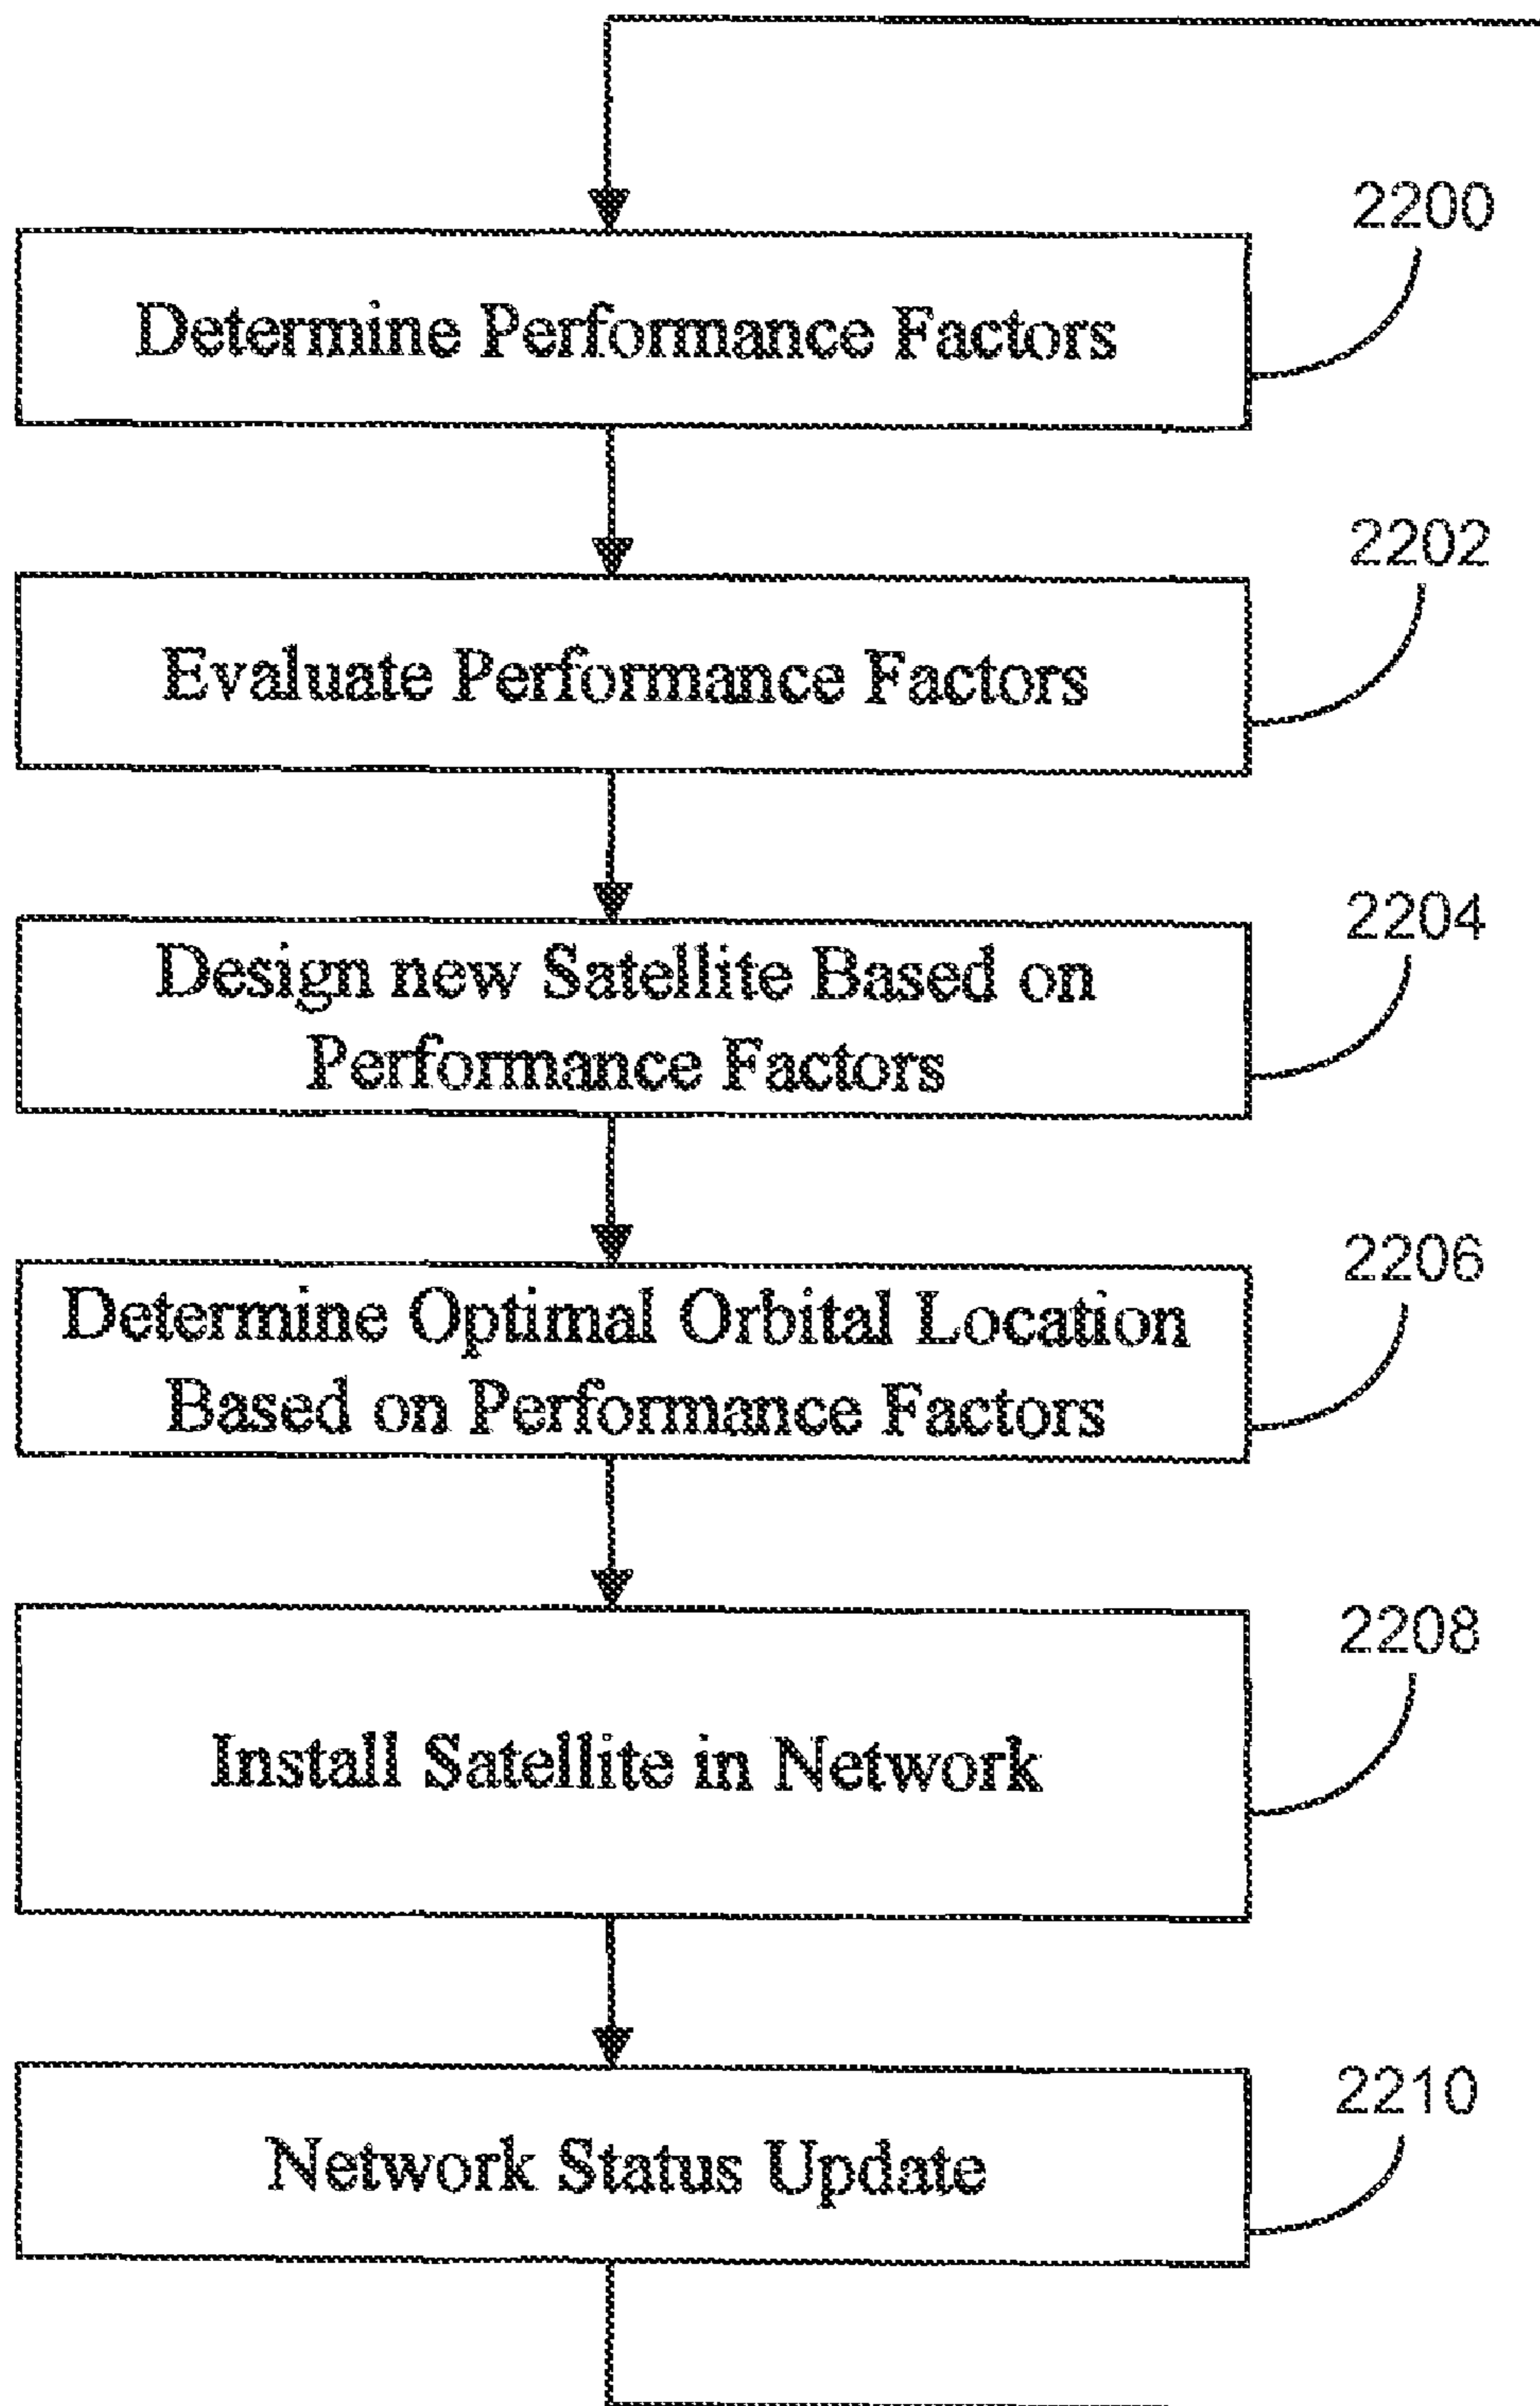 2200
Determine Performance Factors
2202
Evaluate Performance Factors
2204
Design new Satellite Based on
Performance Factors
2206
Determine Optimal Orbital Location
Based on Performance Factors
2208
Install Satellite in Network
2210
Network Status Update